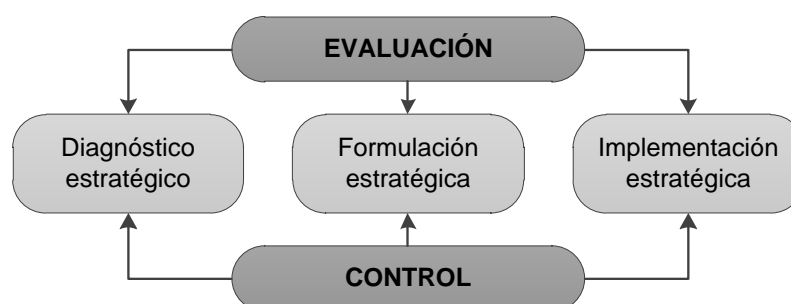 EVALUACIÓN
Diagnóstico
estratégico
Formulación
estratégica
Implementación
estratégica
CONTROL